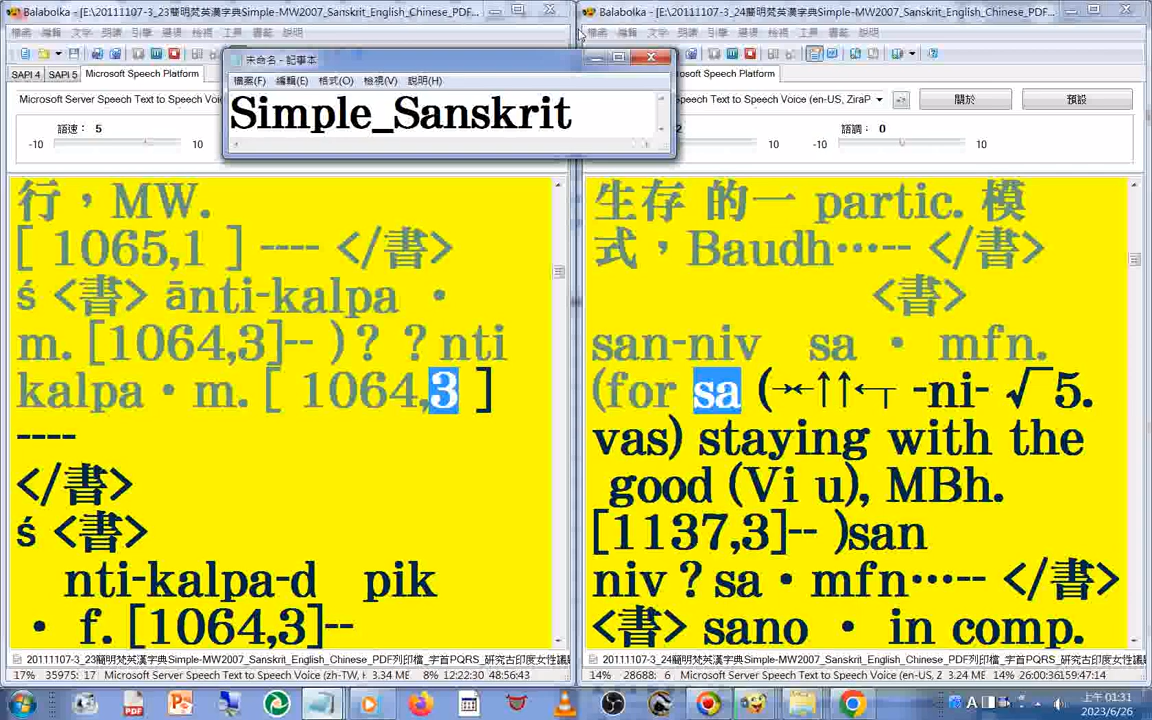 Balabolka - [E:\20111107-3_23簡明梵英漢字典Simple-MW2007_Sanskrit_English_Chinese_PDF...
SAPI 4 SAPI 5 Microsoft Speech Platform
Microsoft Server Speech Text to Speech Voi
語速： 5
-10 10
行，MW.
[ 1065,1 ] ---- </書>
ś <書> ānti-kalpa •
m. [1064,3]-- )？ ？nti
kalpa • m. [ 1064,3 ]
----
</書>
ś <書>
nti-kalpa-d pik
• f. [1064,3]--
20111107-3_23簡明梵英漢字典Simple-MW2007_Sanskrit_English_Chinese_PDF列印檔_字首PQRS_研究古印度女性議
17% 35975: 17 Microsoft Server Speech Text to Speech Voice (zh-TW, H 3.34 ME 8% 12:22:30 48:56:43
未命名 - 記事本
檔案(F) 編輯(E) 格式(O) 檢視(V) 說明(H)
Simple_Sanskrit
Balabolka - [E:\20111107-3_24簡明梵英漢字典Simple-MW2007_Sanskrit_English_Chinese_PDF...
Speech Platform
Speech Text to Speech Voice (en-US, ZiraP 關於 預設
2 語調： 0
10 -10 10
生存 的一 partic. 模
式，Baudh…-- </書>
<書>
san-niv sa • mfn.
(for sa (→←↑↑←┬ -ni- √ 5.
vas) staying with the
good (Vi u), MBh.
[1137,3]-- )san
niv？sa • mfn…-- </書>
<書> sano • in comp.
20111107-3_24簡明梵英漢字典Simple-MW2007_Sanskrit_English_Chinese_PDF列印檔_字首PQRS_研究古印度女性議
14% 28688: 6 Microsoft Server Speech Text to Speech Voice (en-US, 3.24 ME 14% 26:00:36 159:47:14
上午 01:31
2023/6/26